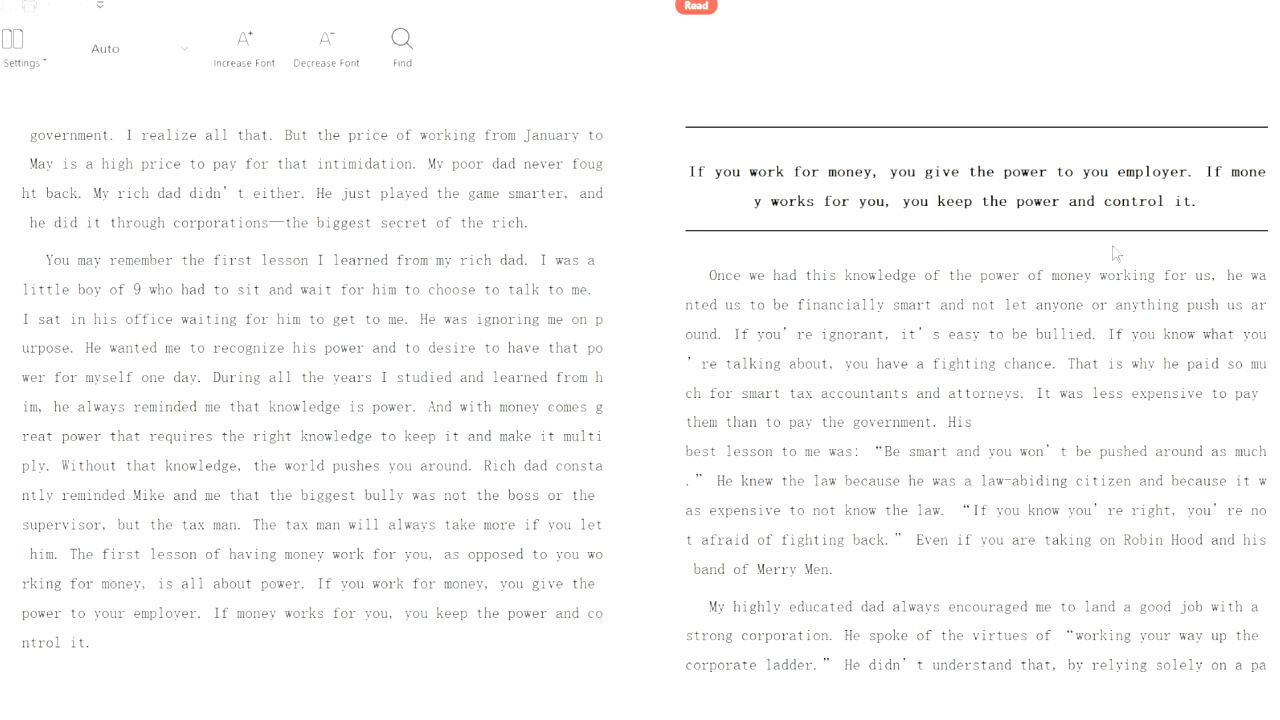 Read
Settings
Auto
A+
Increase Font
A-
Decrease Font
Find
government. I realize all that. But the price of working from January to
May is a high price to pay for that intimidation. My poor dad never foug
ht back. My rich dad didn’t either. He just played the game smarter, and
he did it through corporations—the biggest secret of the rich.
You may remember the first lesson I learned from my rich dad. I was a
little boy of 9 who had to sit and wait for him to choose to talk to me.
I sat in his office waiting for him to get to me. He was ignoring me on p
urpose. He wanted me to recognize his power and to desire to have that po
wer for myself one day. During all the years I studied and learned from h
im, he always reminded me that knowledge is power. And with money comes g
reat power that requires the right knowledge to keep it and make it multi
ply. Without that knowledge, the world pushes you around. Rich dad consta
ntly reminded Mike and me that the biggest bully was not the boss or the
supervisor, but the tax man. The tax man will always take more if you let
him. The first lesson of having money work for you, as opposed to you wo
rking for money, is all about power. If you work for money, you give the
power to your employer. If money works for you, you keep the power and co
ntrol it.
If you work for money, you give the power to you employer. If mone
y works for you, you keep the power and control it.
Once we had this knowledge of the power of money working for us, he wa
nted us to be financially smart and not let anyone or anything push us ar
ound. If you’re ignorant, it’s easy to be bullied. If you know what you
’re talking about, you have a fighting chance. That is why he paid so mu
ch for smart tax accountants and attorneys. It was less expensive to pay
them than to pay the government. His
best lesson to me was: “Be smart and you won’t be pushed around as much
.” He knew the law because he was a law-abiding citizen and because it w
as expensive to not know the law. “If you know you’re right, you’re no
t afraid of fighting back.” Even if you are taking on Robin Hood and his
band of Merry Men.
My highly educated dad always encouraged me to land a good job with a
strong corporation. He spoke of the virtues of “working your way up the
corporate ladder.” He didn’t understand that, by relying solely on a pa